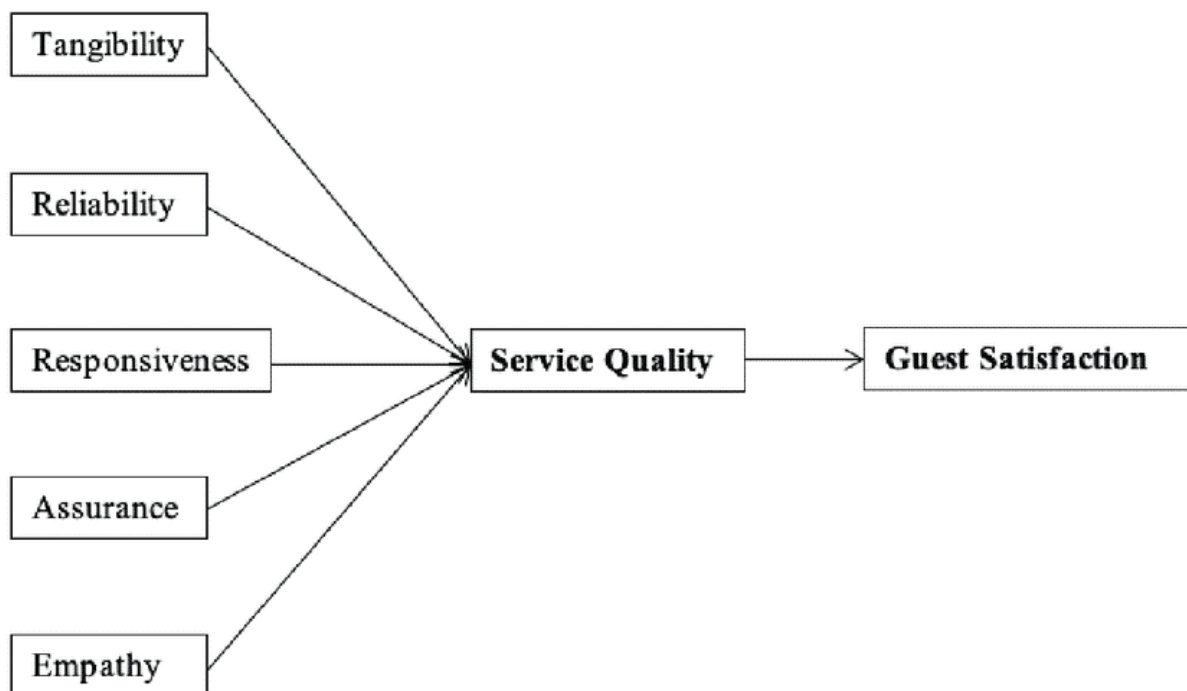 Tangibility
Reliability
Responsiveness
Service Quality
Guest Satisfaction
Assurance
Empathy